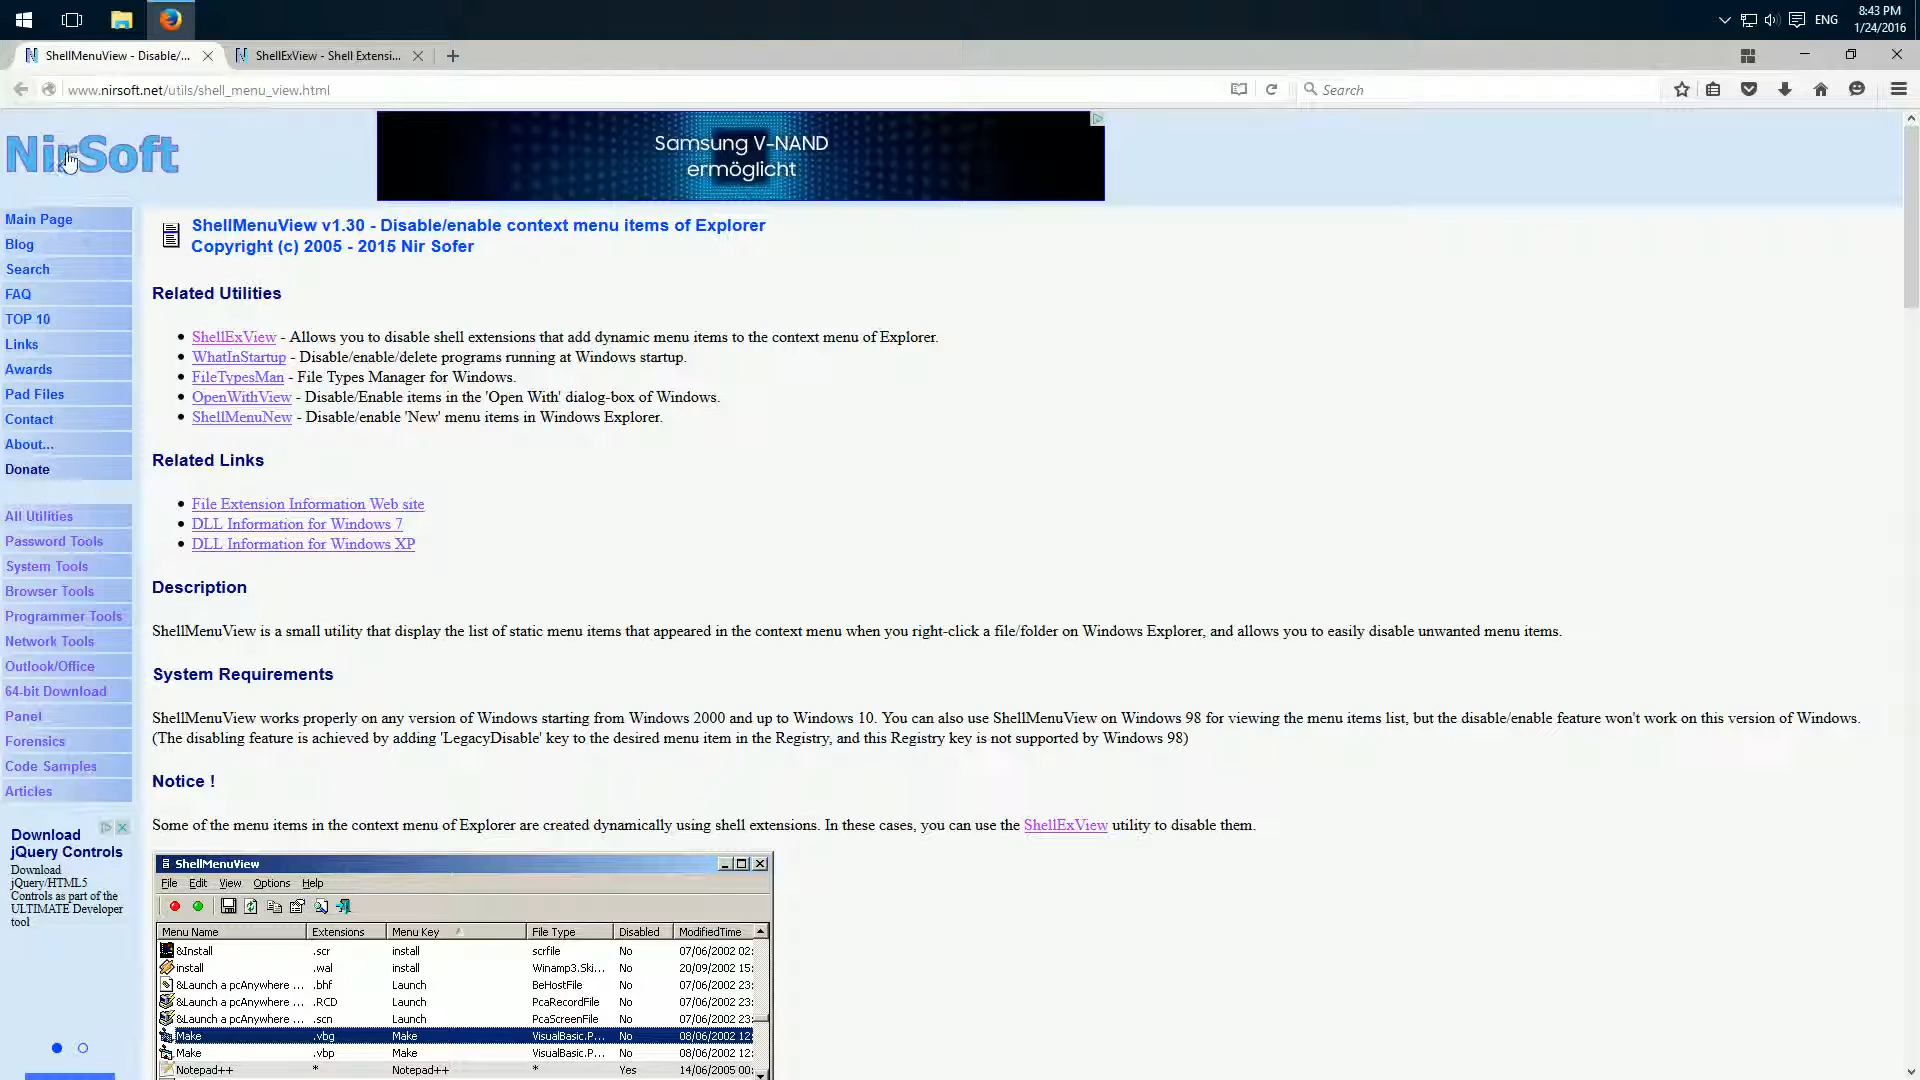 ENG
8:43 PM
1/24/2016
ShellMenuView - Disable/...
ShellExView - Shell Extensi...
www.nirsoft.net/utils/shell_menu_view.html
Search
NirSoft
Samsung V-NAND
ermöglicht
Main Page
Blog
Search
FAQ
TOP 10
Links
Awards
Pad Files
Contact
About...
Donate
All Utilities
Password Tools
System Tools
Browser Tools
Programmer Tools
Network Tools
Outlook/Office
64-bit Download
Panel
Forensics
Code Samples
Articles
Download
jQuery Controls
Download
jQuery/HTML5
Controls as part of the
ULTIMATE Developer
tool
ShellMenuView v1.30 - Disable/enable context menu items of Explorer
Copyright (c) 2005 - 2015 Nir Sofer
Related Utilities
ShellExView - Allows you to disable shell extensions that add dynamic menu items to the context menu of Explorer.
WhatInStartup - Disable/enable/delete programs running at Windows startup.
FileTypesMan - File Types Manager for Windows.
OpenWithView - Disable/Enable items in the 'Open With' dialog-box of Windows.
ShellMenuNew - Disable/enable 'New' menu items in Windows Explorer.
Related Links
File Extension Information Web site
DLL Information for Windows 7
DLL Information for Windows XP
Description
ShellMenuView is a small utility that display the list of static menu items that appeared in the context menu when you right-click a file/folder on Windows Explorer, and allows you to easily disable unwanted menu items.
System Requirements
ShellMenuView works properly on any version of Windows starting from Windows 2000 and up to Windows 10. You can also use ShellMenuView on Windows 98 for viewing the menu items list, but the disable/enable feature won't work on this version of Windows.
(The disabling feature is achieved by adding 'LegacyDisable' key to the desired menu item in the Registry, and this Registry key is not supported by Windows 98)
Notice !
Some of the menu items in the context menu of Explorer are created dynamically using shell extensions. In these cases, you can use the ShellExView utility to disable them.
ShellMenuView
File Edit View Options Help
Menu Name Extensions Menu Key File Type Disabled ModifiedTime
&Install .scr install scrfile No 07/06/2002 02:
install .wal install Winamp3.Ski... No 20/09/2002 15:
&Launch a pcAnywhere ... .bhf Launch BeHostFile No 07/06/2002 23:
&Launch a pcAnywhere ... .RCD Launch PcaRecordFile No 07/06/2002 23:
&Launch a pcAnywhere ... .scn Launch PcaScreenFile No 07/06/2002 23:
Make .vbg Make VisualBasic.P... No 08/06/2002 12:
Make .vbp Make VisualBasic.P... No 08/06/2002 12:
Notepad++ * Notepad++ * Yes 14/06/2005 00: